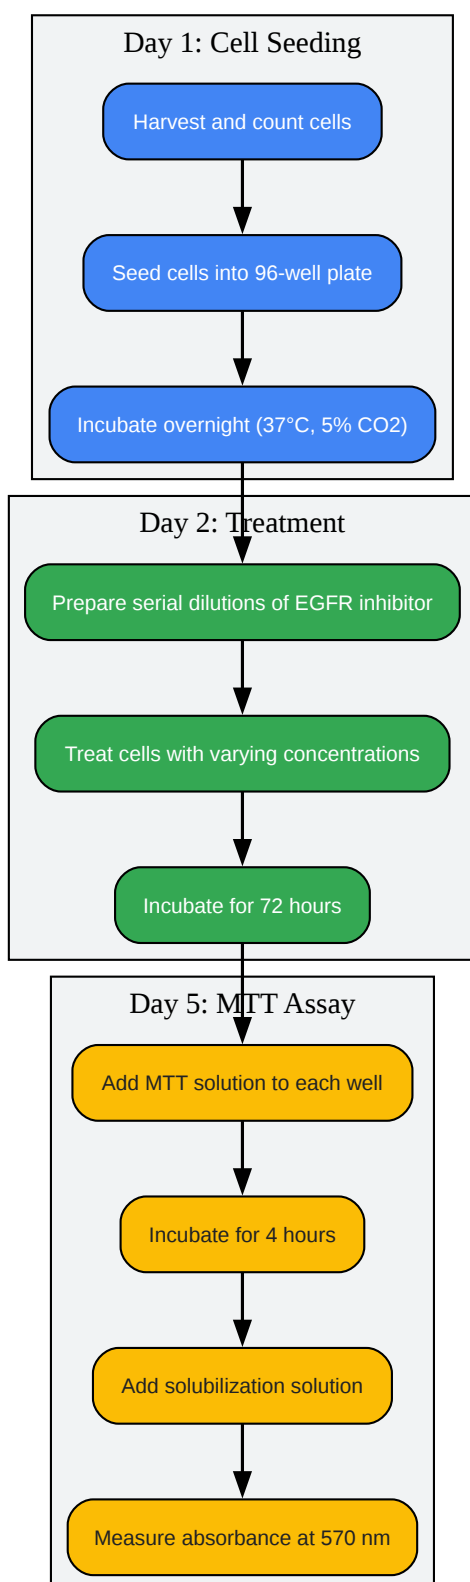 Day 1: Cell Seeding
Harvest and count cells
Seed cells into 96-well plate
Incubate overnight (37°C, 5% CO2)
Day 2: Treatment
Prepare serial dilutions of EGFR inhibitor
Treat cells with varying concentrations
Incubate for 72 hours
Day 5: MTT Assay
Add MTT solution to each well
Incubate for 4 hours
Add solubilization solution
Measure absorbance at 570 nm